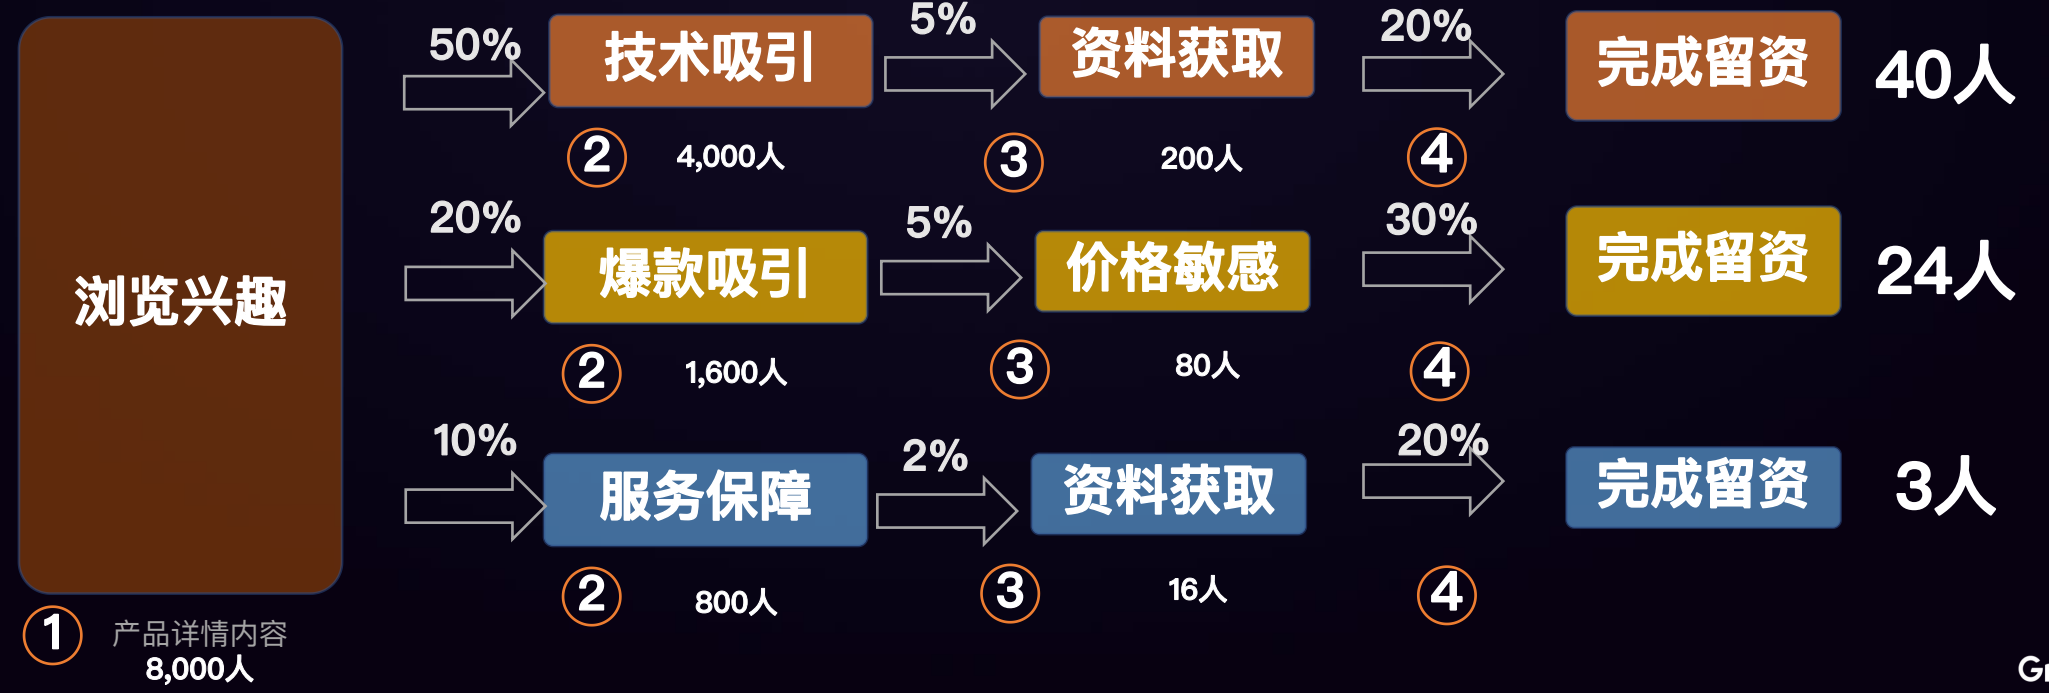 浏览兴趣
1
产品详情内容
8,000人
50%
技术吸引
2
4,000人
5%
资料获取
3
200人
20%
完成留资
4
40人
20%
爆款吸引
2
1,600人
5%
价格敏感
3
80人
30%
完成留资
4
24人
10%
服务保障
2
800人
2%
资料获取
3
16人
20%
完成留资
4
3人